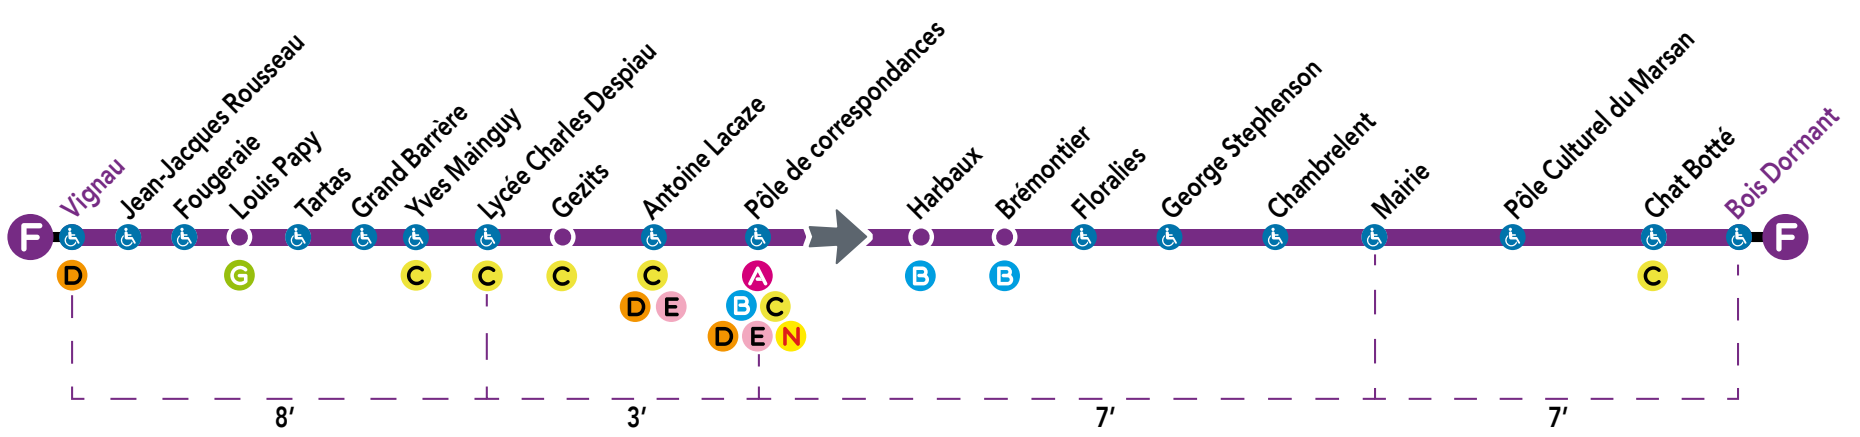 Vignau
Jean-Jacques Rousseau
Fougeraie
Louis Papy
Tartas
Grand Barrère
Yves Mainguy
Lycée Charles Despiau
Gezits
Antoine Lacaze
Pôle de correspondances
Harbaux
Brémontier
Floralies
George Stephenson
Chambrelent
Mairie
Pôle Culturel du Marsan
Chat Botté
Bois Dormant
F F
D G C C C C A B B C
D E B C
D E N
8’ 3’ 7’ 7’